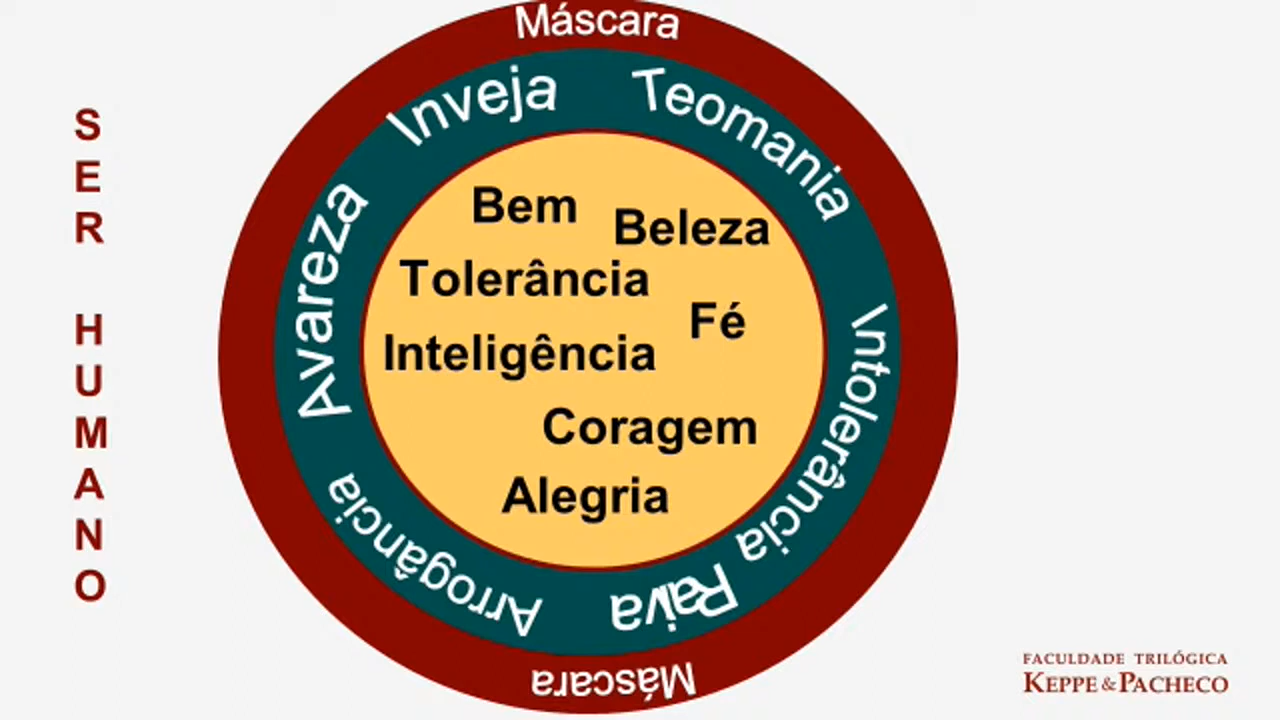 SER HUMANO
Máscara
Inveja
Teomania
Avareza
Intolerância
Arrogância
Raiva
Máscara
Bem
Beleza
Tolerância
Fé
Inteligência
Coragem
Alegria
FACULDADE TRILÓGICA
KEPPE & PACHECO